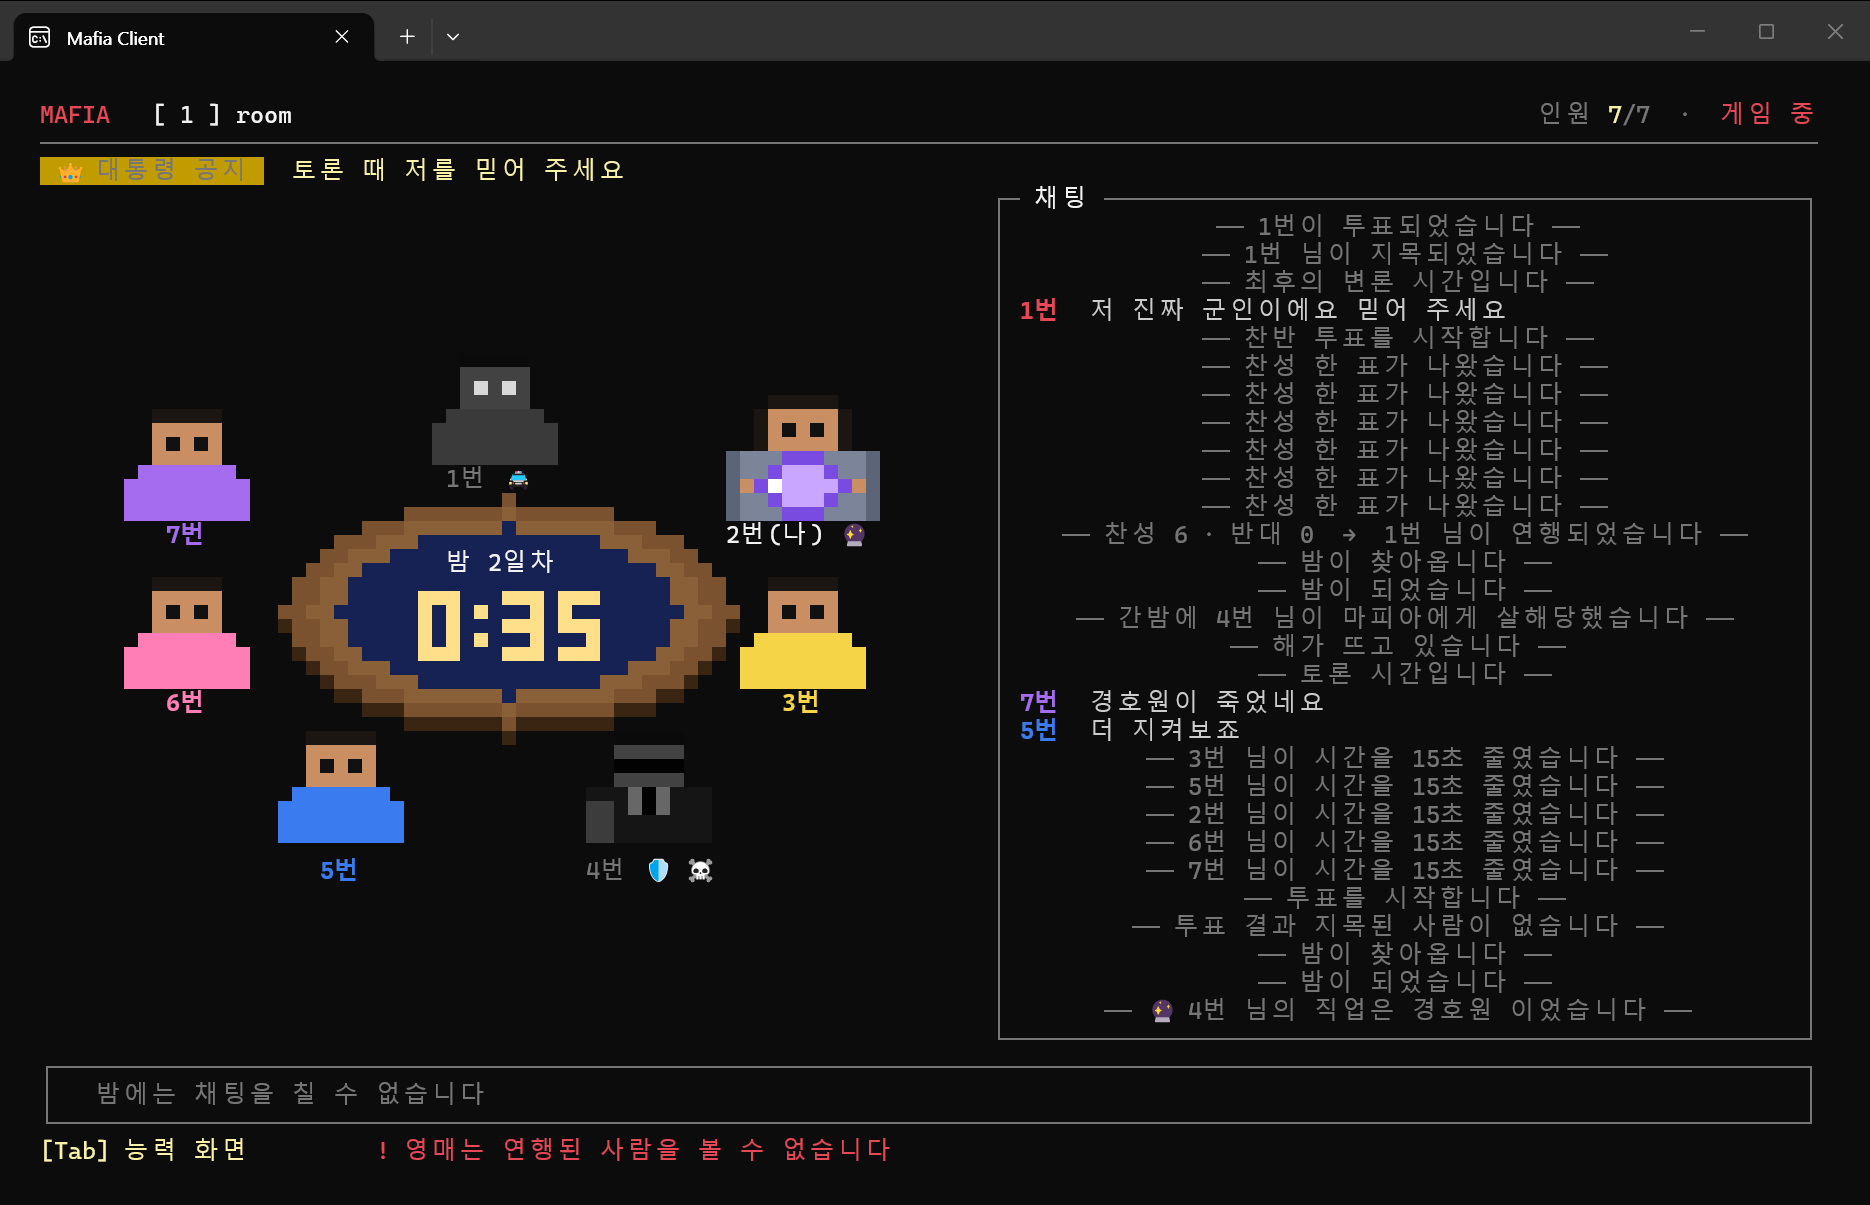 Mafia Client
MAFIA [ 1 ] room
인원 7/7 · 게임 중
대통령 공지 토론 때 저를 믿어 주세요
채팅
── 1번이 투표되었습니다 ──
── 1번 님이 지목되었습니다 ──
── 최후의 변론 시간입니다 ──
1번 저 진짜 군인이에요 믿어 주세요
── 찬반 투표를 시작합니다 ──
── 찬성 한 표가 나왔습니다 ──
── 찬성 한 표가 나왔습니다 ──
── 찬성 한 표가 나왔습니다 ──
── 찬성 한 표가 나왔습니다 ──
── 찬성 한 표가 나왔습니다 ──
── 찬성 한 표가 나왔습니다 ──
── 찬성 6 · 반대 0 → 1번 님이 연행되었습니다 ──
── 밤이 찾아옵니다 ──
── 밤이 되었습니다 ──
── 간밤에 4번 님이 마피아에게 살해당했습니다 ──
── 해가 뜨고 있습니다 ──
── 토론 시간입니다 ──
7번 경호원이 죽었네요
5번 더 지켜보죠
── 3번 님이 시간을 15초 줄였습니다 ──
── 5번 님이 시간을 15초 줄였습니다 ──
── 2번 님이 시간을 15초 줄였습니다 ──
── 6번 님이 시간을 15초 줄였습니다 ──
── 7번 님이 시간을 15초 줄였습니다 ──
── 투표를 시작합니다 ──
── 투표 결과 지목된 사람이 없습니다 ──
── 밤이 찾아옵니다 ──
── 밤이 되었습니다 ──
── 🔮 4번 님의 직업은 경호원 이었습니다 ──
1번
7번
2번(나)
밤 2일차
0:35
6번
3번
5번
4번
밤에는 채팅을 칠 수 없습니다
[Tab] 능력 화면 ! 영매는 연행된 사람을 볼 수 없습니다